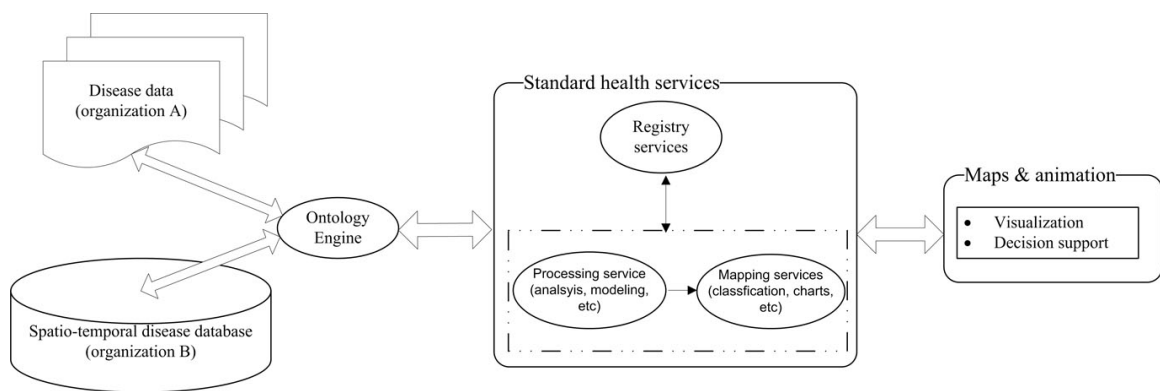 Disease data
(organization A)
Spatio-temporal disease database
(organization B)
Ontology
Engine
Standard health services
Registry
services
Processing service
(analsyis, modeling,
etc)
Mapping services
(classfication, charts,
etc)
Maps & animation
• Visualization
• Decision support